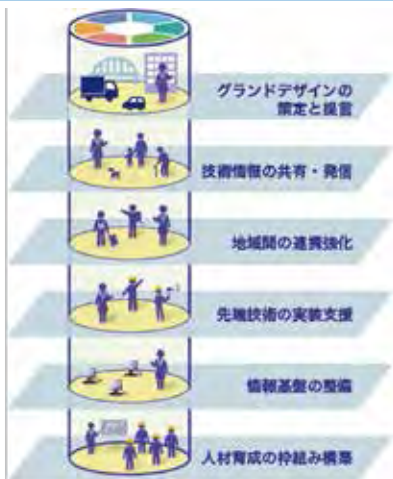 グランドデザインの
策定と提言
技術情報の共有・発信
地域間の連携強化
先端技術の実装支援
情報基盤の整備
人材育成の枠組み構築